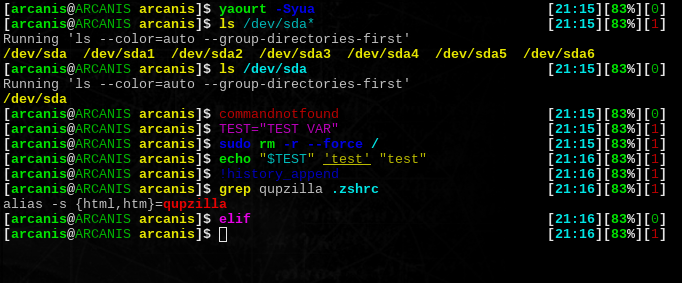 [arcanis@ARCANIS arcanis]$ yaourt -Syua [21:15][83%][0]
[arcanis@ARCANIS arcanis]$ ls /dev/sda* [21:15][83%][1]
Running 'ls --color=auto --group-directories-first'
/dev/sda /dev/sda1 /dev/sda2 /dev/sda3 /dev/sda4 /dev/sda5 /dev/sda6
[arcanis@ARCANIS arcanis]$ ls /dev/sda [21:15][83%][0]
Running 'ls --color=auto --group-directories-first'
/dev/sda
[arcanis@ARCANIS arcanis]$ commandnotfound [21:15][83%][0]
[arcanis@ARCANIS arcanis]$ TEST="TEST VAR" [21:15][83%][1]
[arcanis@ARCANIS arcanis]$ sudo rm -r --force / [21:15][83%][1]
[arcanis@ARCANIS arcanis]$ echo "$TEST" 'test' "test" [21:16][83%][1]
[arcanis@ARCANIS arcanis]$ !history_append [21:16][83%][1]
[arcanis@ARCANIS arcanis]$ grep qupzilla .zshrc [21:16][83%][1]
alias -s {html,htm}=qupzilla
[arcanis@ARCANIS arcanis]$ elif [21:16][83%][0]
[arcanis@ARCANIS arcanis]$ [21:16][83%][1]